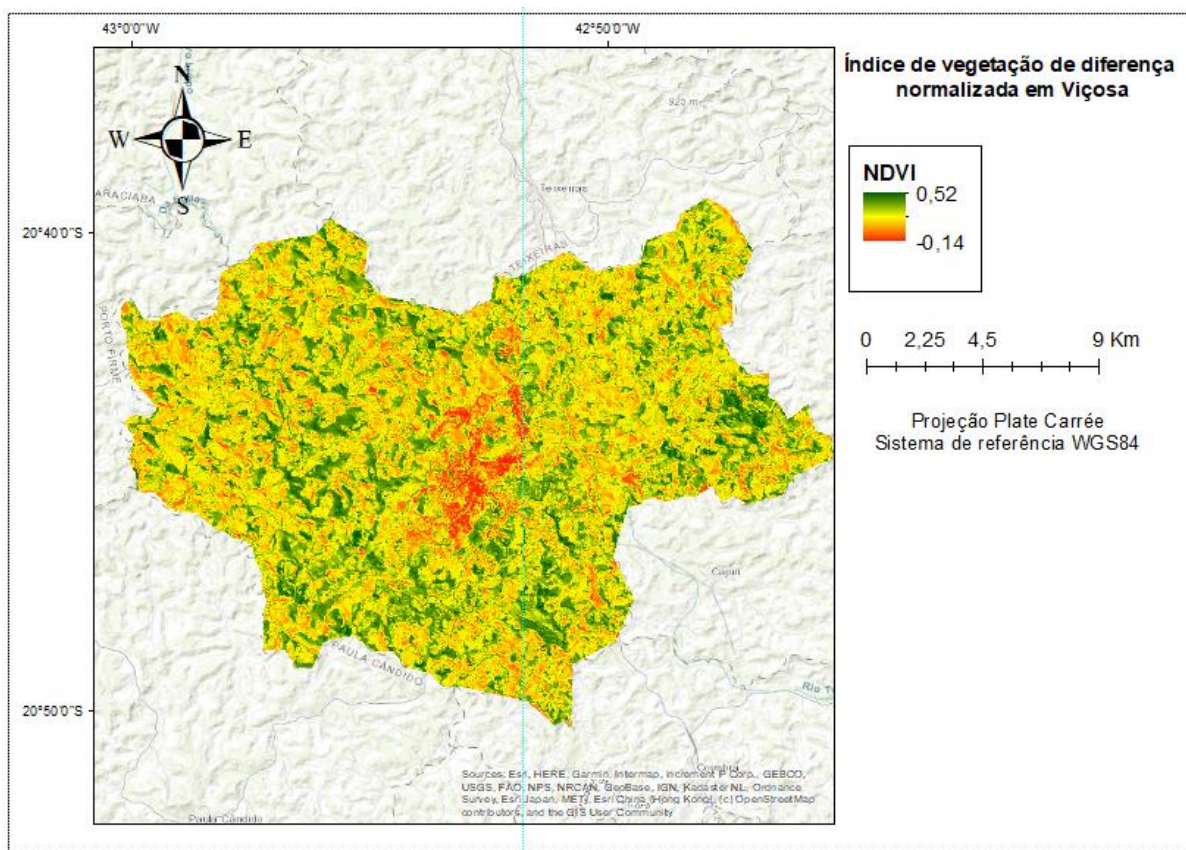 43°0'0"W
42°50'0"W
Índice de vegetação de diferença
normalizada em Viçosa
N
W
E
S
925 m
NDVI
0,52
-0,14
Teixeiras
ARACIABA
20°40'0"S
TEIXEIRAS
PORTO FIRME
0
2,25
4,5
9 Km
Projeção Plate Carrée
Sistema de referência WGS84
Cajuri
PAULA CÂNDIDO
20°50'0"S
Coimbra
Sources: Esri, HERE, Garmin, Intermap, increment P Corp., GEBCO,
USGS, FAO, NPS, NRCAN, GeoBase, IGN, Kadaster NL, Ordnance
Survey, Esri Japan, METI, Esri China (Hong Kong), (c) OpenStreetMap
contributors, and the GIS User Community
Paula Cândido